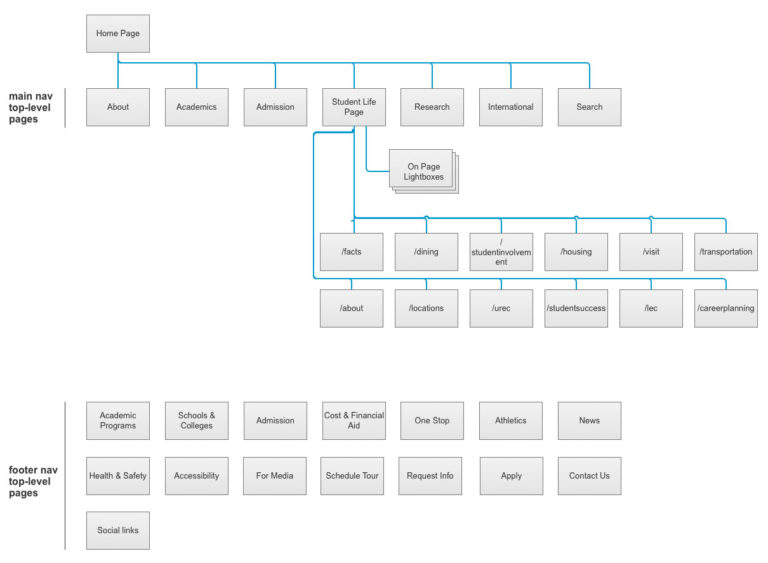 Home Page
main nav
top-level
pages
About
Academics
Admission
Student Life
Page
Research
International
Search
On Page
Lightboxes
/facts
/dining
/
studentinvolvem
ent
/housing
/visit
/transportation
/about
/locations
/urec
/studentsuccess
/lec
/careerplanning
footer nav
top-level
pages
Academic
Programs
Schools &
Colleges
Admission
Cost & Financial
Aid
One Stop
Athletics
News
Health & Safety
Accessibility
For Media
Schedule Tour
Request Info
Apply
Contact Us
Social links